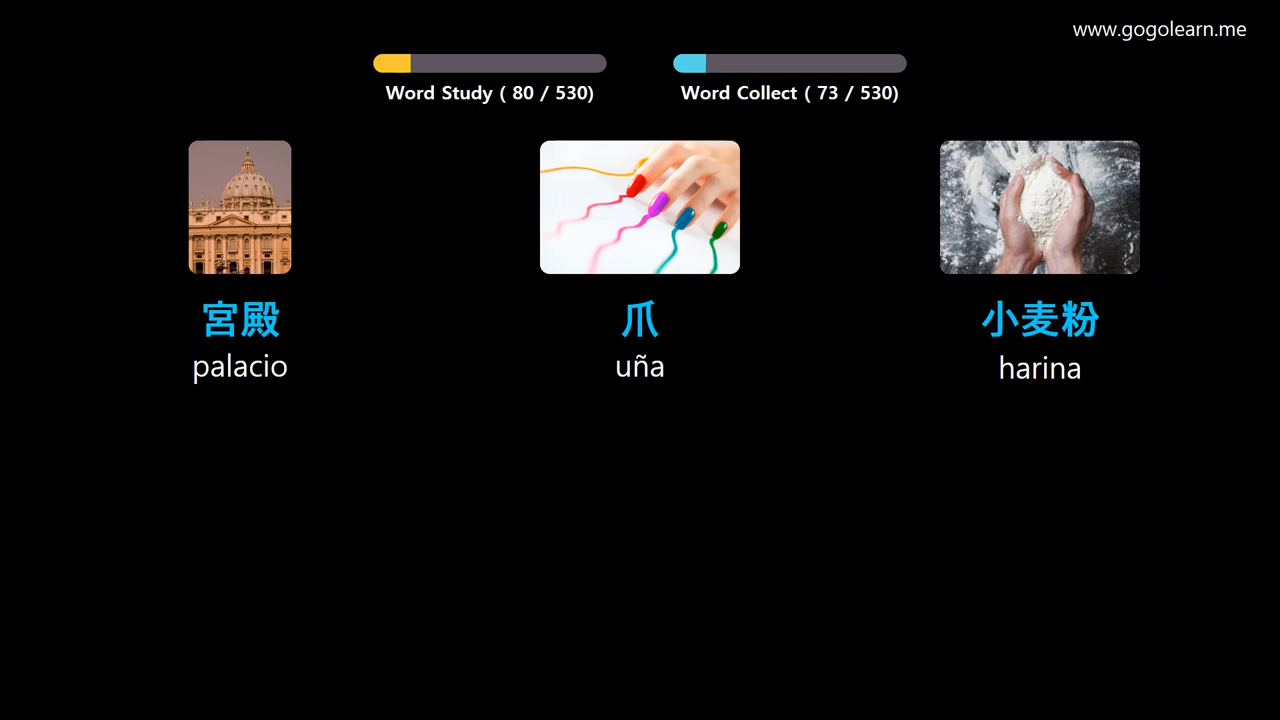 www.gogolearn.me
Word Study ( 80 / 530)
Word Collect ( 73 / 530)
宮殿
palacio
爪
uña
小麦粉
harina